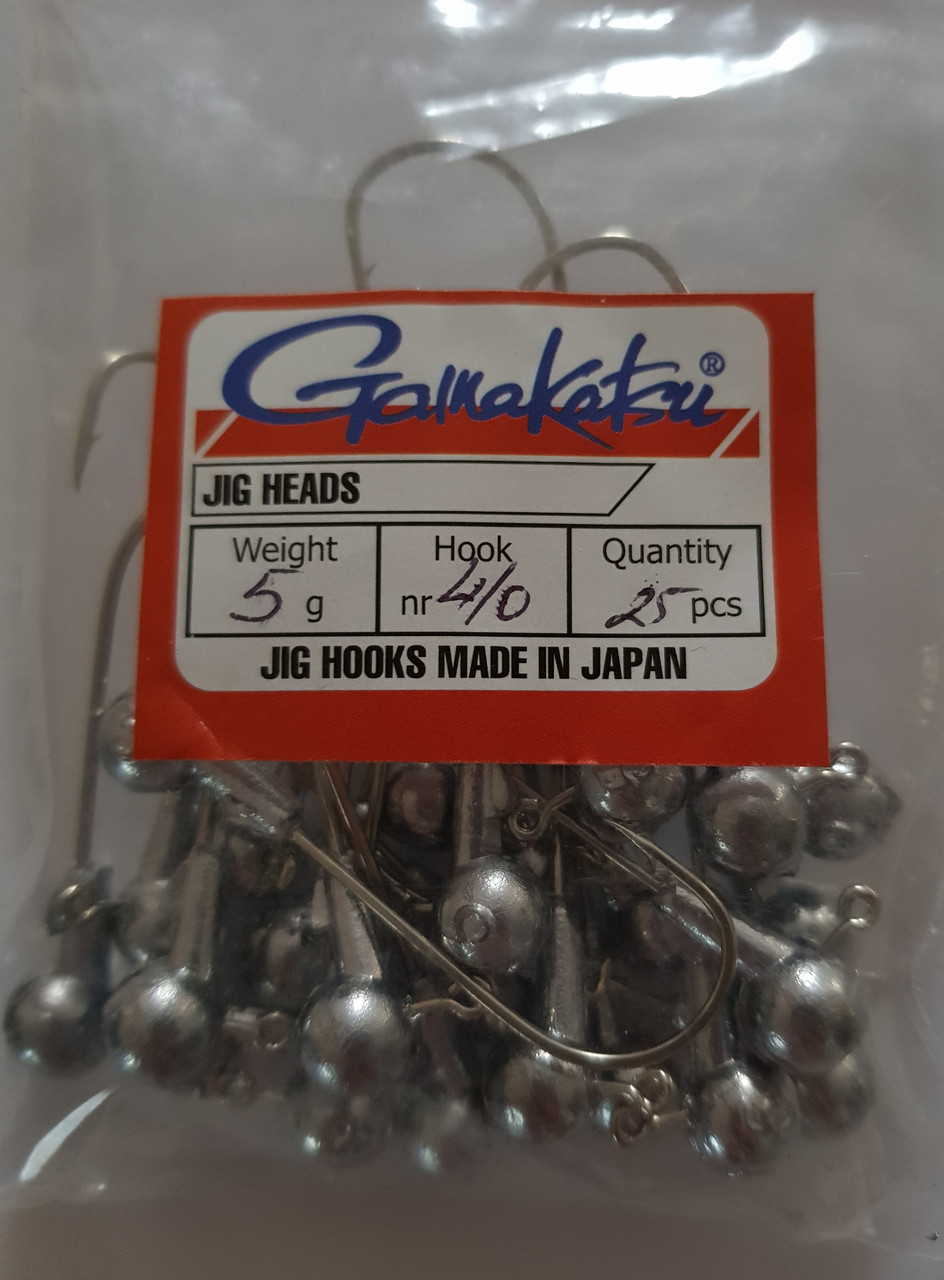 Gamakatsu®
JIG HEADS
Weight Hook Quantity
5 g nr 4/0 25 pcs
JIG HOOKS MADE IN JAPAN